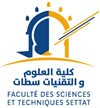 كلية العلوم
و التقنيات سطات
FACULTÉ DES SCIENCES
ET TECHNIQUES SETTAT